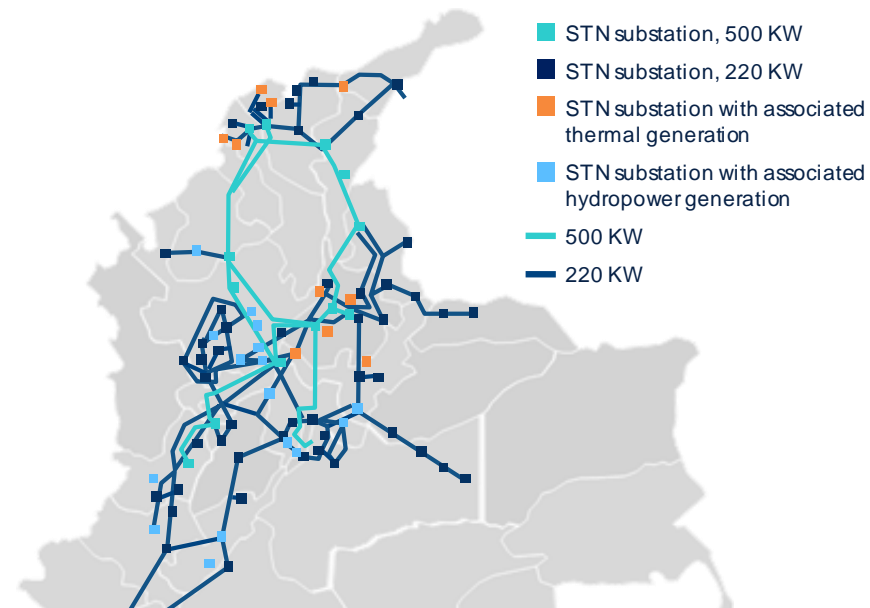 STN substation, 500 KW
STN substation, 220 KW
STN substation with associated
thermal generation
STN substation with associated
hydropower generation
500 KW
220 KW